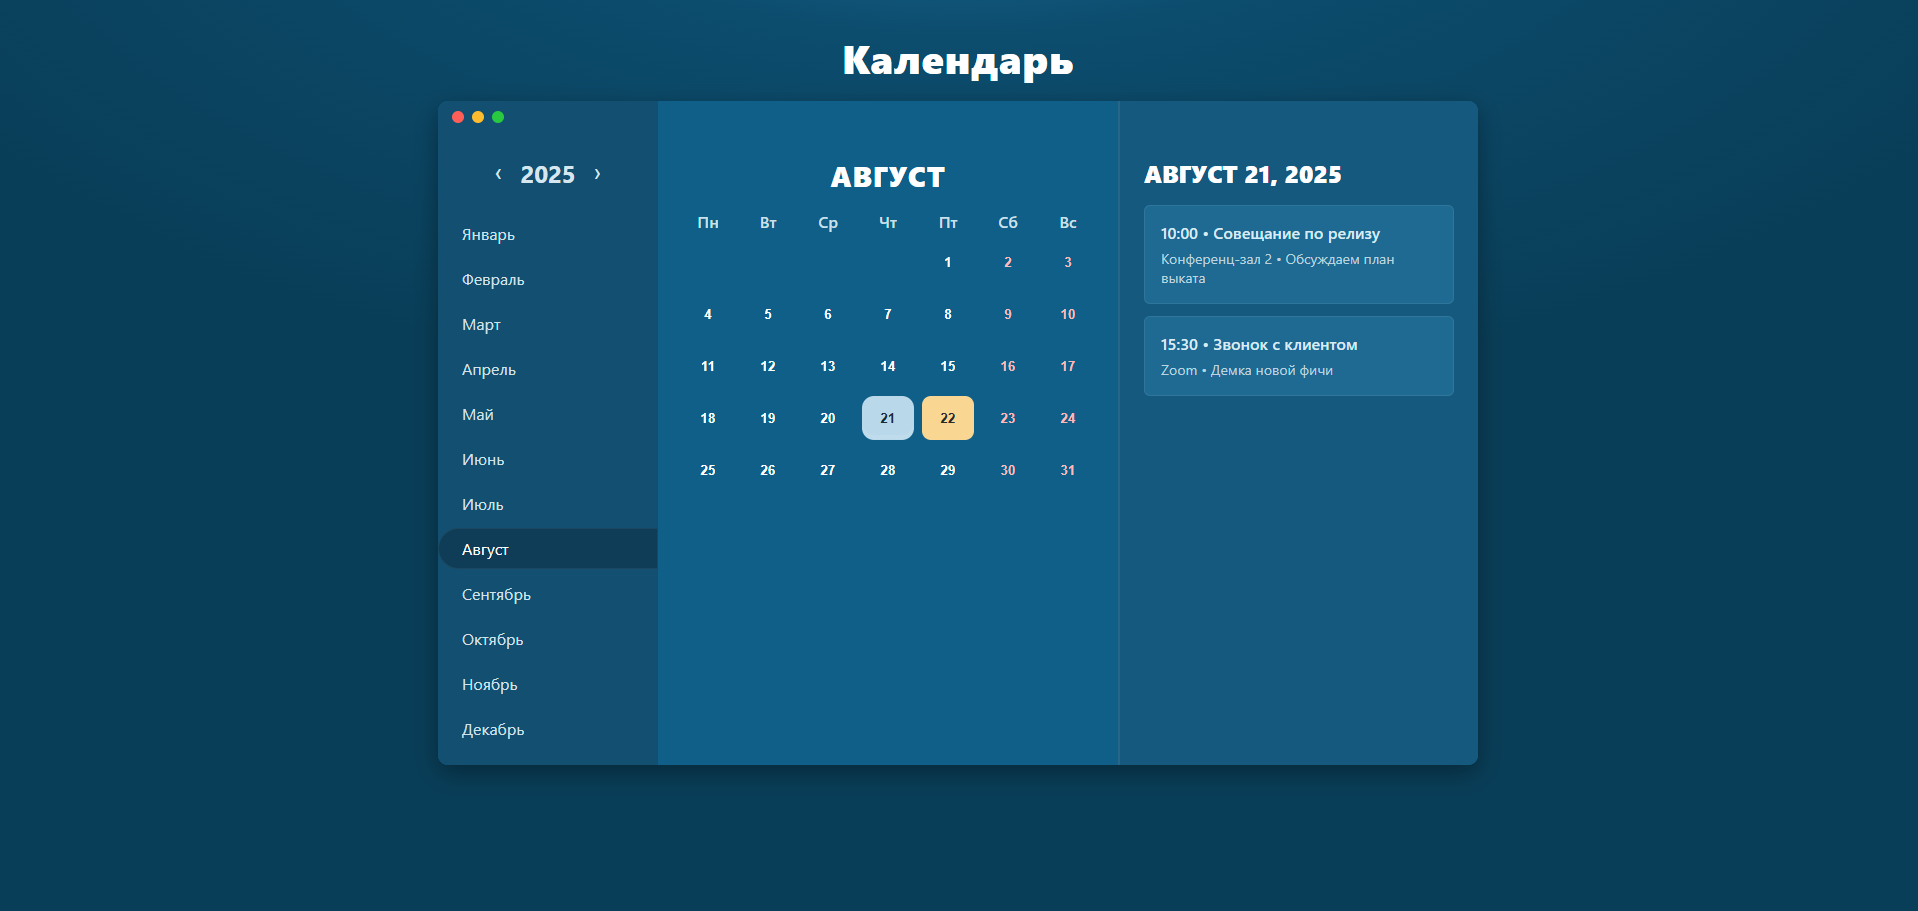 Календарь
‹ 2025 ›
Январь
Февраль
Март
Апрель
Май
Июнь
Июль
Август
Сентябрь
Октябрь
Ноябрь
Декабрь
АВГУСТ
Пн Вт Ср Чт Пт Сб Вс
1 2 3
4 5 6 7 8 9 10
11 12 13 14 15 16 17
18 19 20 21 22 23 24
25 26 27 28 29 30 31
АВГУСТ 21, 2025
10:00 • Совещание по релизу
Конференц-зал 2 • Обсуждаем план
выката
15:30 • Звонок с клиентом
Zoom • Демка новой фичи